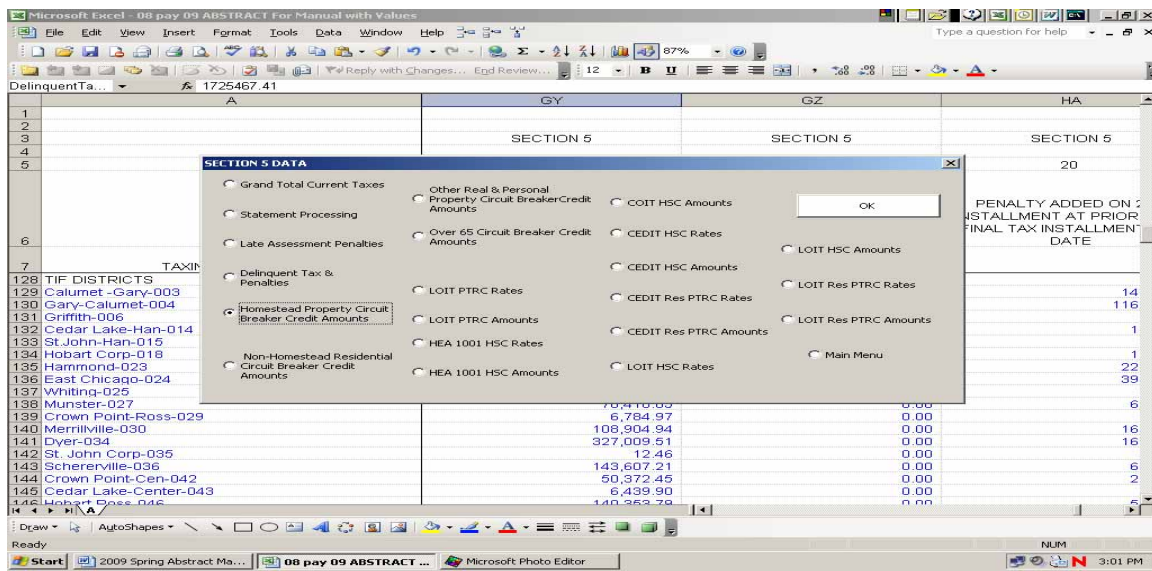 Microsoft Excel - 08 pay 09 ABSTRACT For Manual with Values
File Edit View Insert Format Tools Data Window Help
Type a question for help
87%
Reply with Changes... End Review...
12 B U
DelinquentTa... fx 1725467.41
A GY GZ HA
1
2
3 SECTION 5 SECTION 5 SECTION 5
4
5 20
PENALTY ADDED ON
INSTALLMENT AT PRIOR
FINAL TAX INSTALLMENT
6 DATE
7 TAXIN
SECTION 5 DATA
Grand Total Current Taxes
Statement Processing
Late Assessment Penalties
Delinquent Tax &
Penalties
Homestead Property Circuit
Breaker Credit Amounts
Non-Homestead Residential
Circuit Breaker Credit
Amounts
Other Real & Personal
Property Circuit BreakerCredit
Amounts
Over 65 Circuit Breaker Credit
Amounts
LOIT PTRC Rates
LOIT PTRC Amounts
HEA 1001 HSC Rates
HEA 1001 HSC Amounts
COIT HSC Amounts
CEDIT HSC Rates
CEDIT HSC Amounts
CEDIT Res PTRC Rates
CEDIT Res PTRC Amounts
LOIT HSC Rates
OK
LOIT HSC Amounts
LOIT Res PTRC Rates
LOIT Res PTRC Amounts
Main Menu
128 TIF DISTRICTS
129 Calumet -Gary-003 14
130 Gary-Calumet-004 116
131 Griffith-006
132 Cedar Lake-Han-014 1
133 St.John-Han-015
134 Hobart Corp-018 1
135 Hammond-023 22
136 East Chicago-024 39
137 Whiting-025
138 Munster-027 0.00 6
139 Crown Point-Ross-029 6,784.97 0.00
140 Merrillville-030 108,904.94 0.00 16
141 Dyer-034 327,009.51 0.00 16
142 St. John Corp-035 12.46 0.00
143 Schererville-036 143,607.21 0.00 6
144 Crown Point-Cen-042 50,372.45 0.00 2
145 Cedar Lake-Center-043 6,439.90 0.00
146 Hobart Ross-046 140,353.79 0.00 5
A
Draw AutoShapes
Ready NUM
Start 2009 Spring Abstract Ma... 08 pay 09 ABSTRACT ... Microsoft Photo Editor 3:01 PM